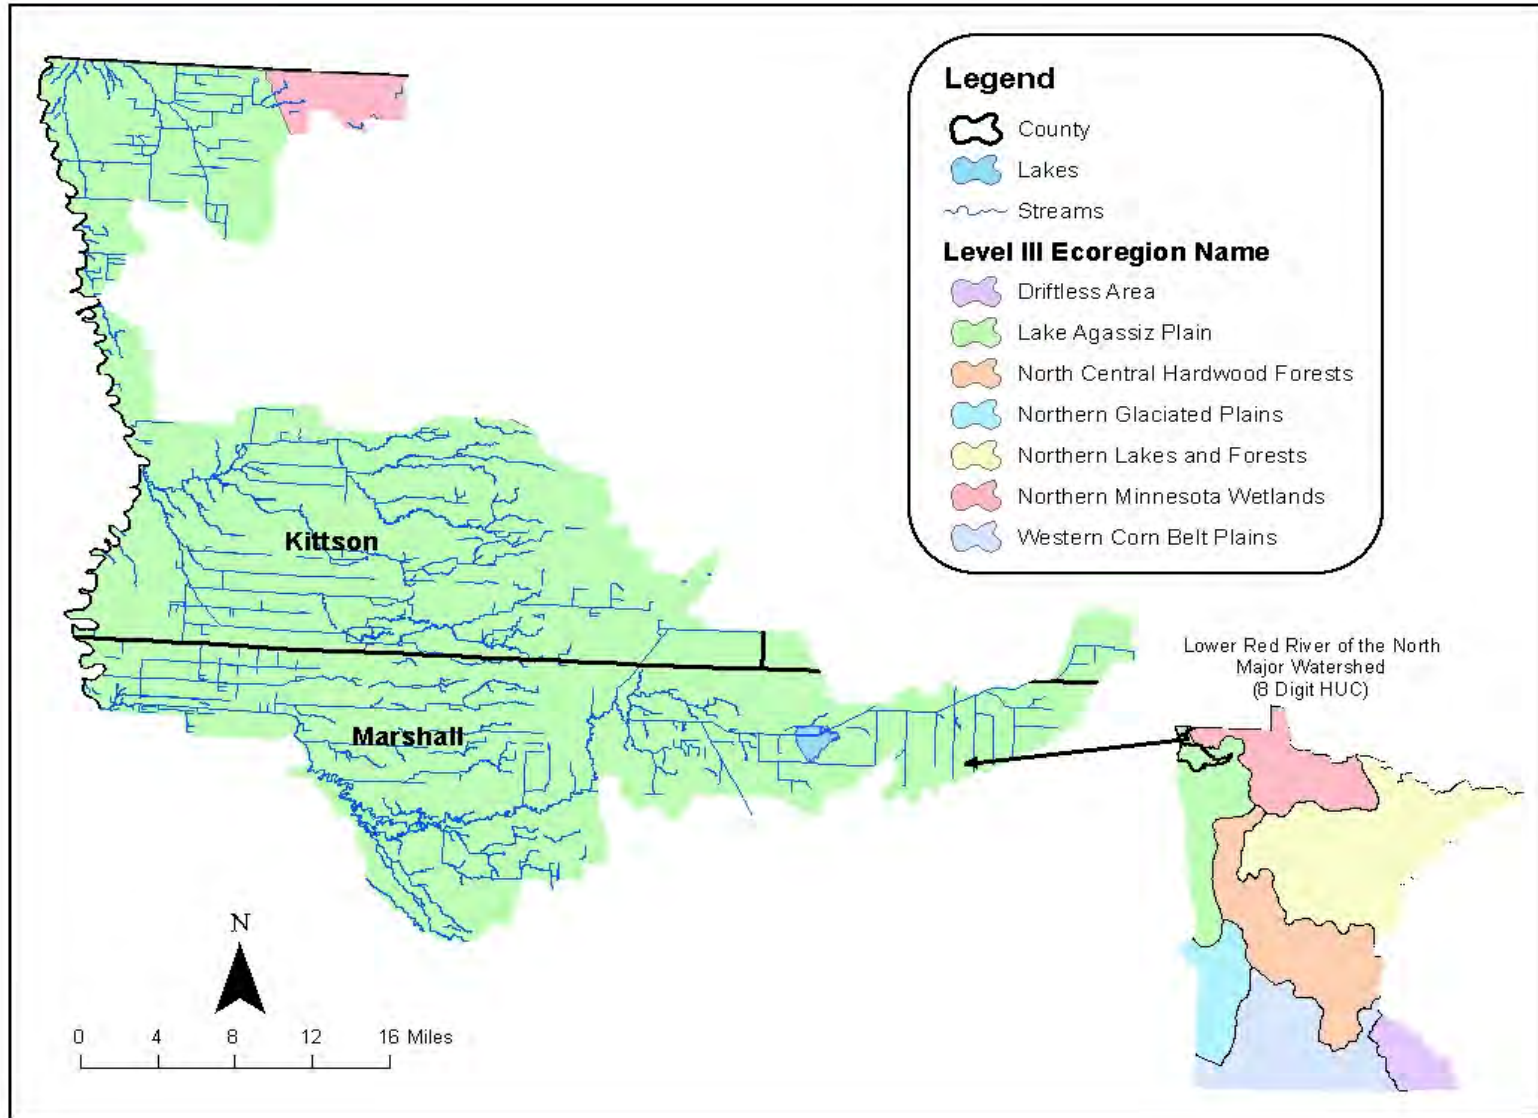 Legend
County
Lakes
Streams
Level III Ecoregion Name
Driftless Area
Lake Agassiz Plain
North Central Hardwood Forests
Northern Glaciated Plains
Northern Lakes and Forests
Northern Minnesota Wetlands
Western Corn Belt Plains
Kittson
Marshall
Lower Red River of the North
Major Watershed
(8 Digit HUC)
N
0 4 8 12 16 Miles